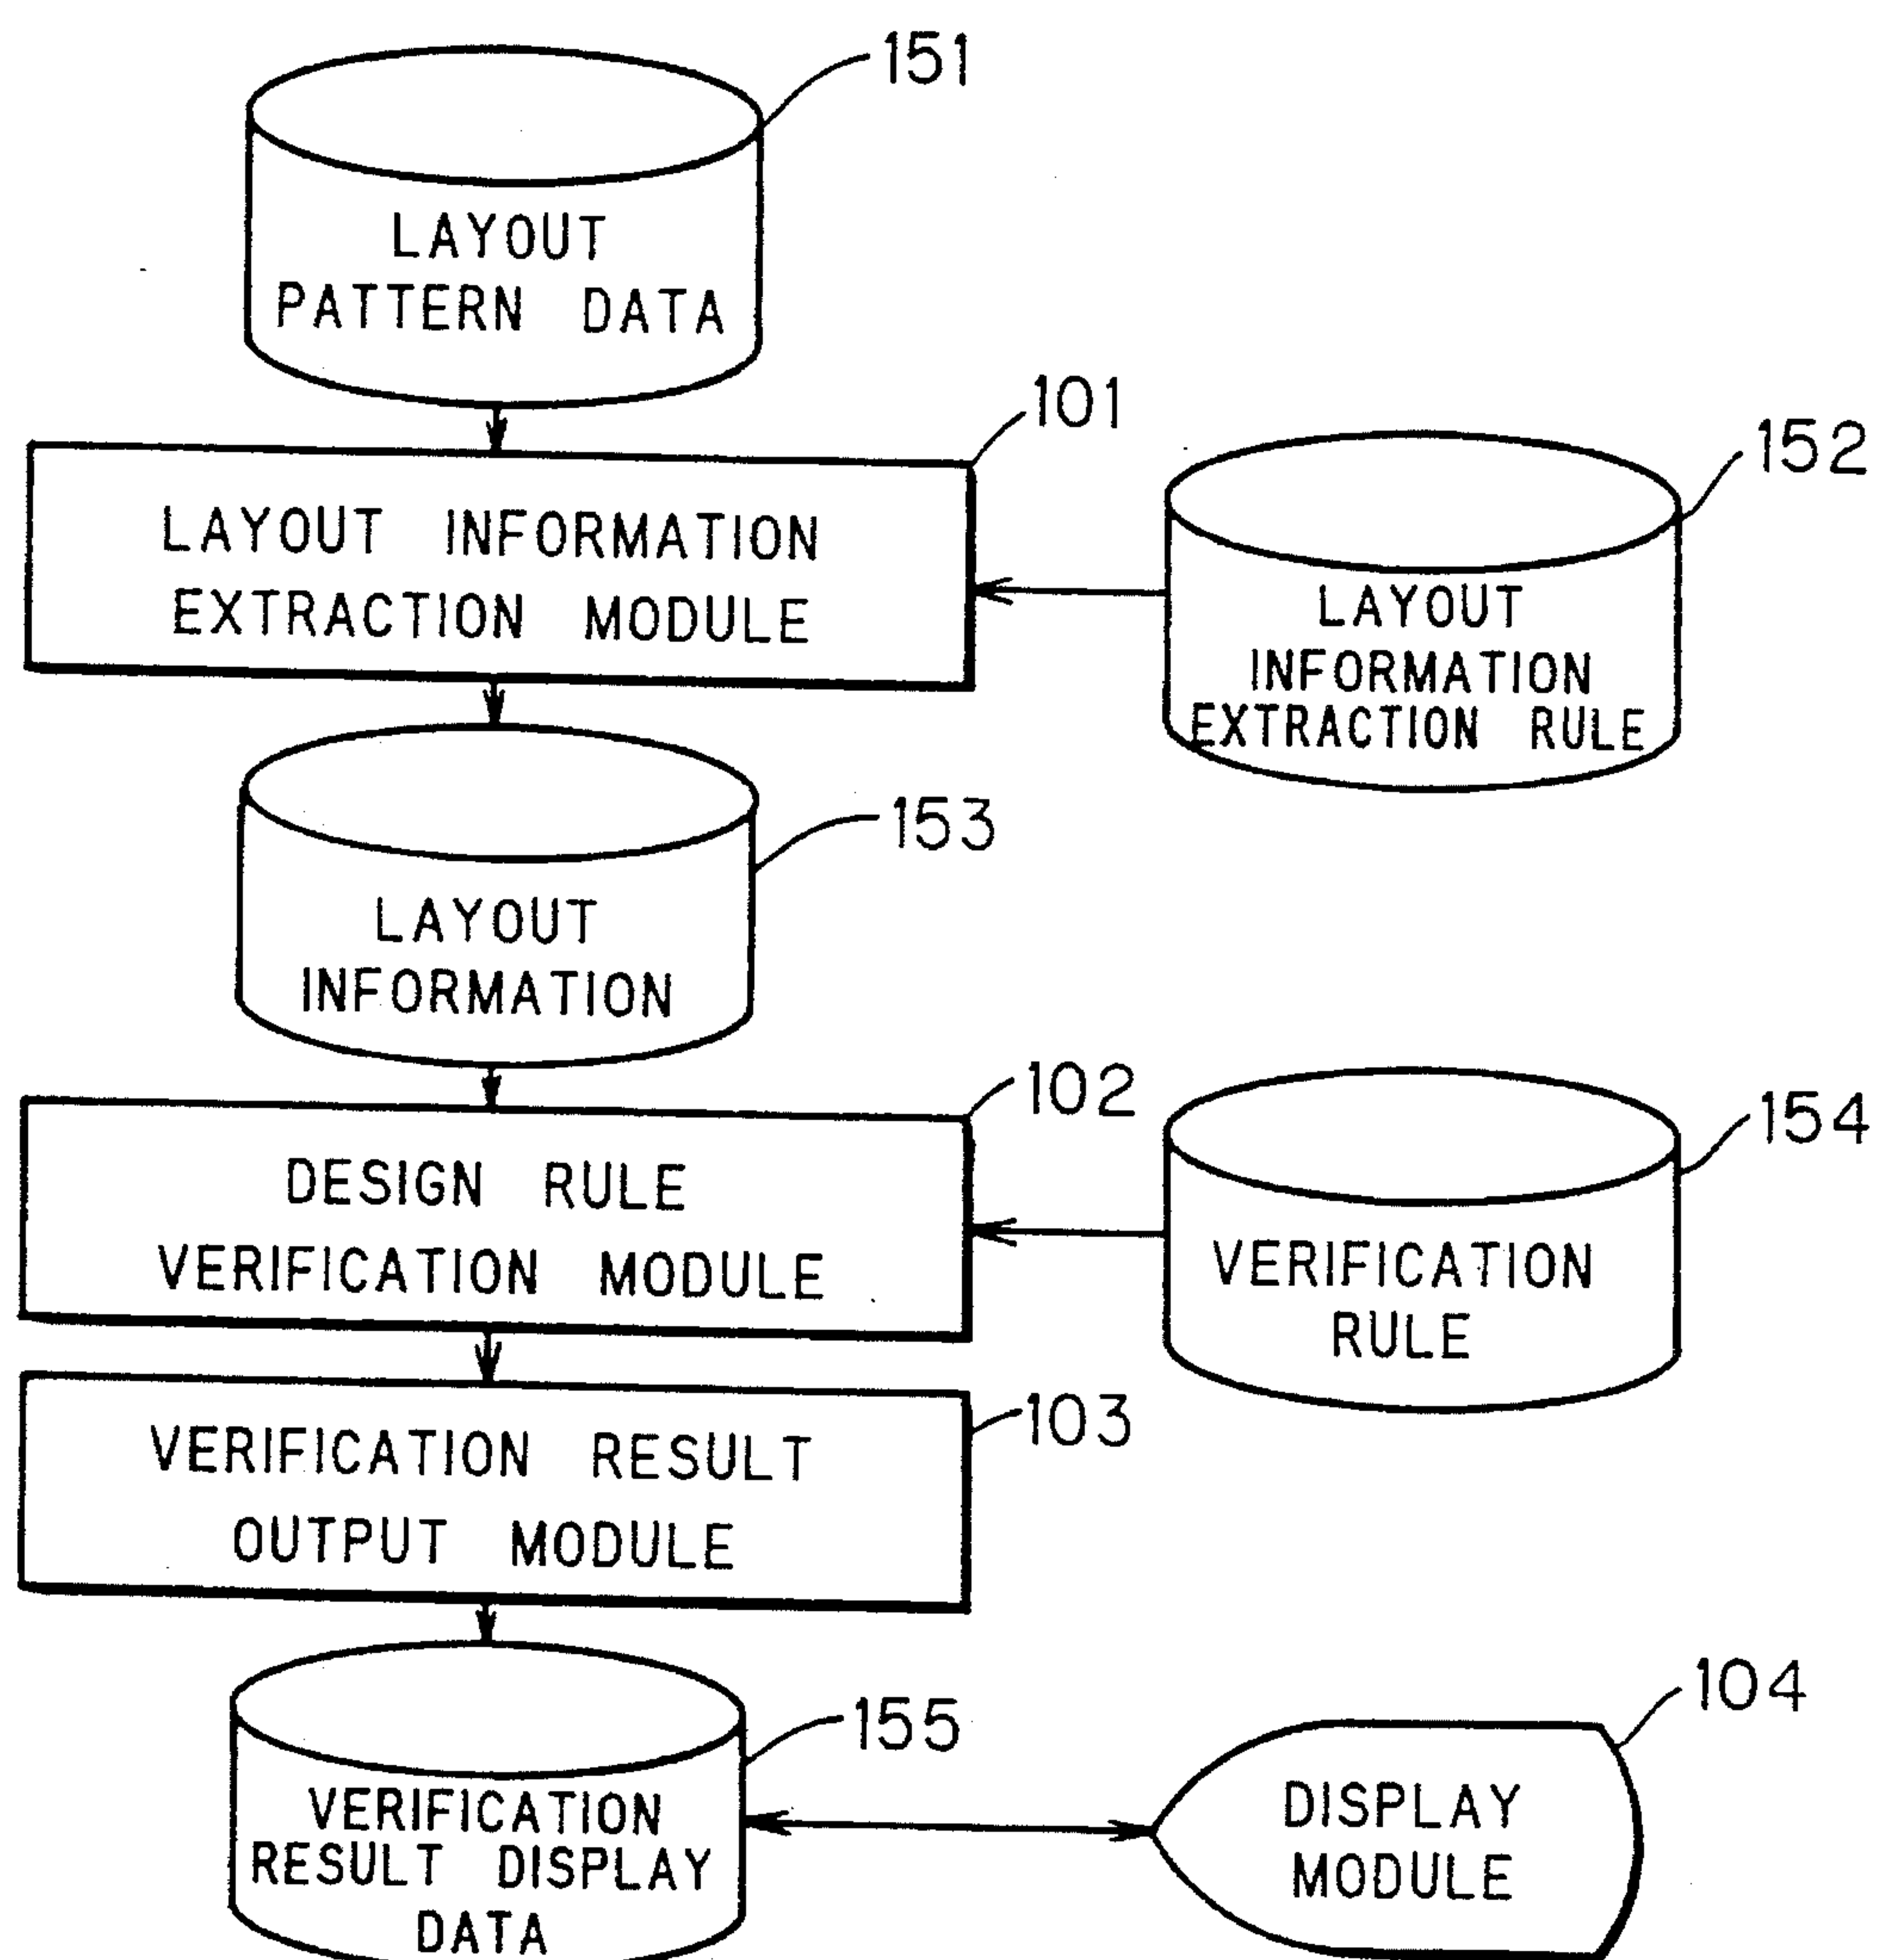 151
LAYOUT
PATTERN DATA
101
LAYOUT INFORMATION
EXTRACTION MODULE
152
LAYOUT
INFORMATION
EXTRACTION RULE
153
LAYOUT
INFORMATION
102
DESIGN RULE
VERIFICATION MODULE
154
VERIFICATION
RULE
103
VERIFICATION RESULT
OUTPUT MODULE
155
VERIFICATION
RESULT DISPLAY
DATA
104
DISPLAY
MODULE